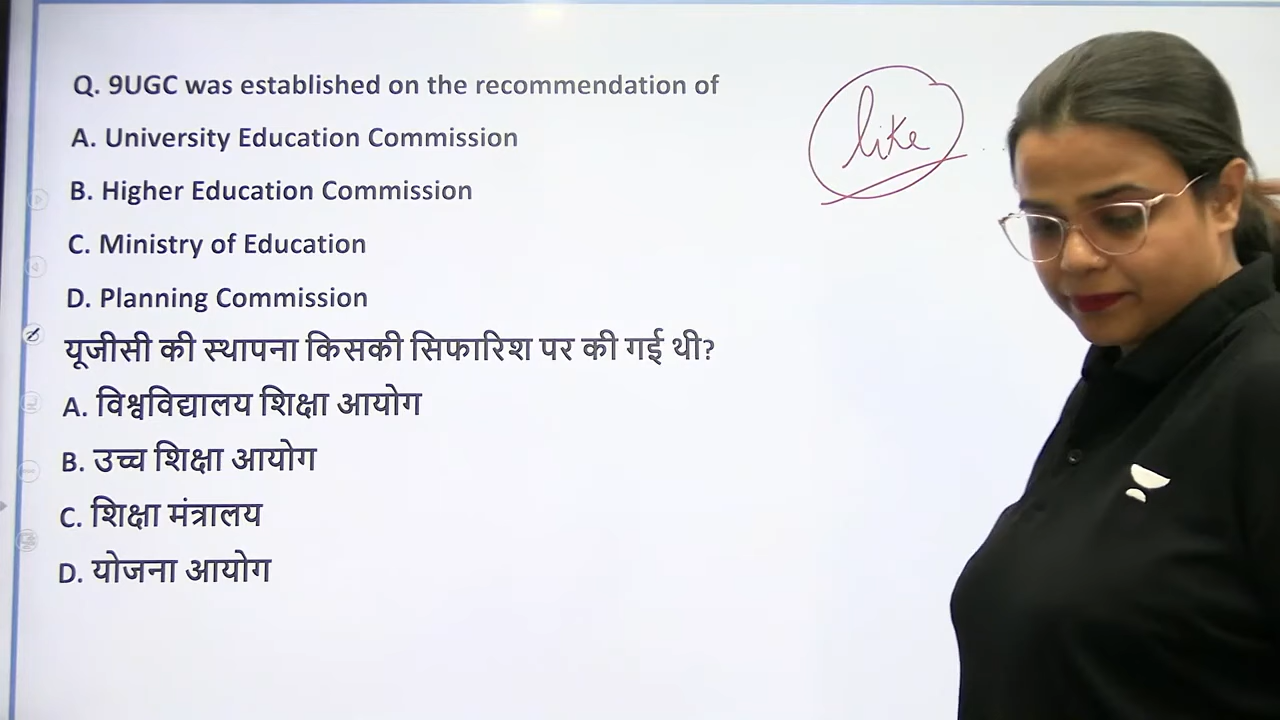 Q. 9UGC was established on the recommendation of
A. University Education Commission
B. Higher Education Commission
C. Ministry of Education
D. Planning Commission
यूजीसी की स्थापना किसकी सिफारिश पर की गई थी?
A. विश्वविद्यालय शिक्षा आयोग
B. उच्च शिक्षा आयोग
C. शिक्षा मंत्रालय
D. योजना आयोग
like